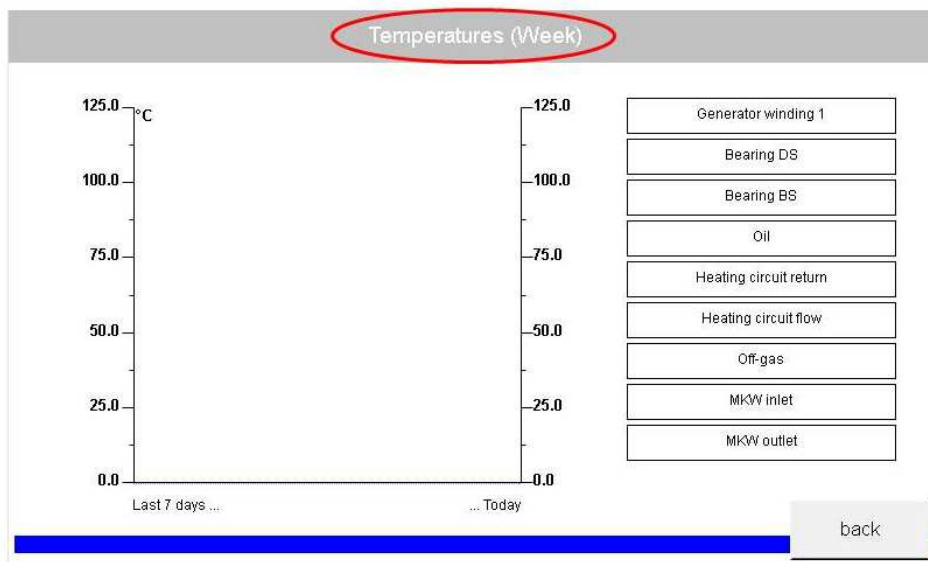 Temperatures (Week)
125.0
°C
100.0
75.0
50.0
25.0
0.0
125.0
100.0
75.0
50.0
25.0
0.0
Last 7 days ...
... Today
Generator winding 1
Bearing DS
Bearing BS
Oil
Heating circuit return
Heating circuit flow
Off-gas
MKW inlet
MKW outlet
back